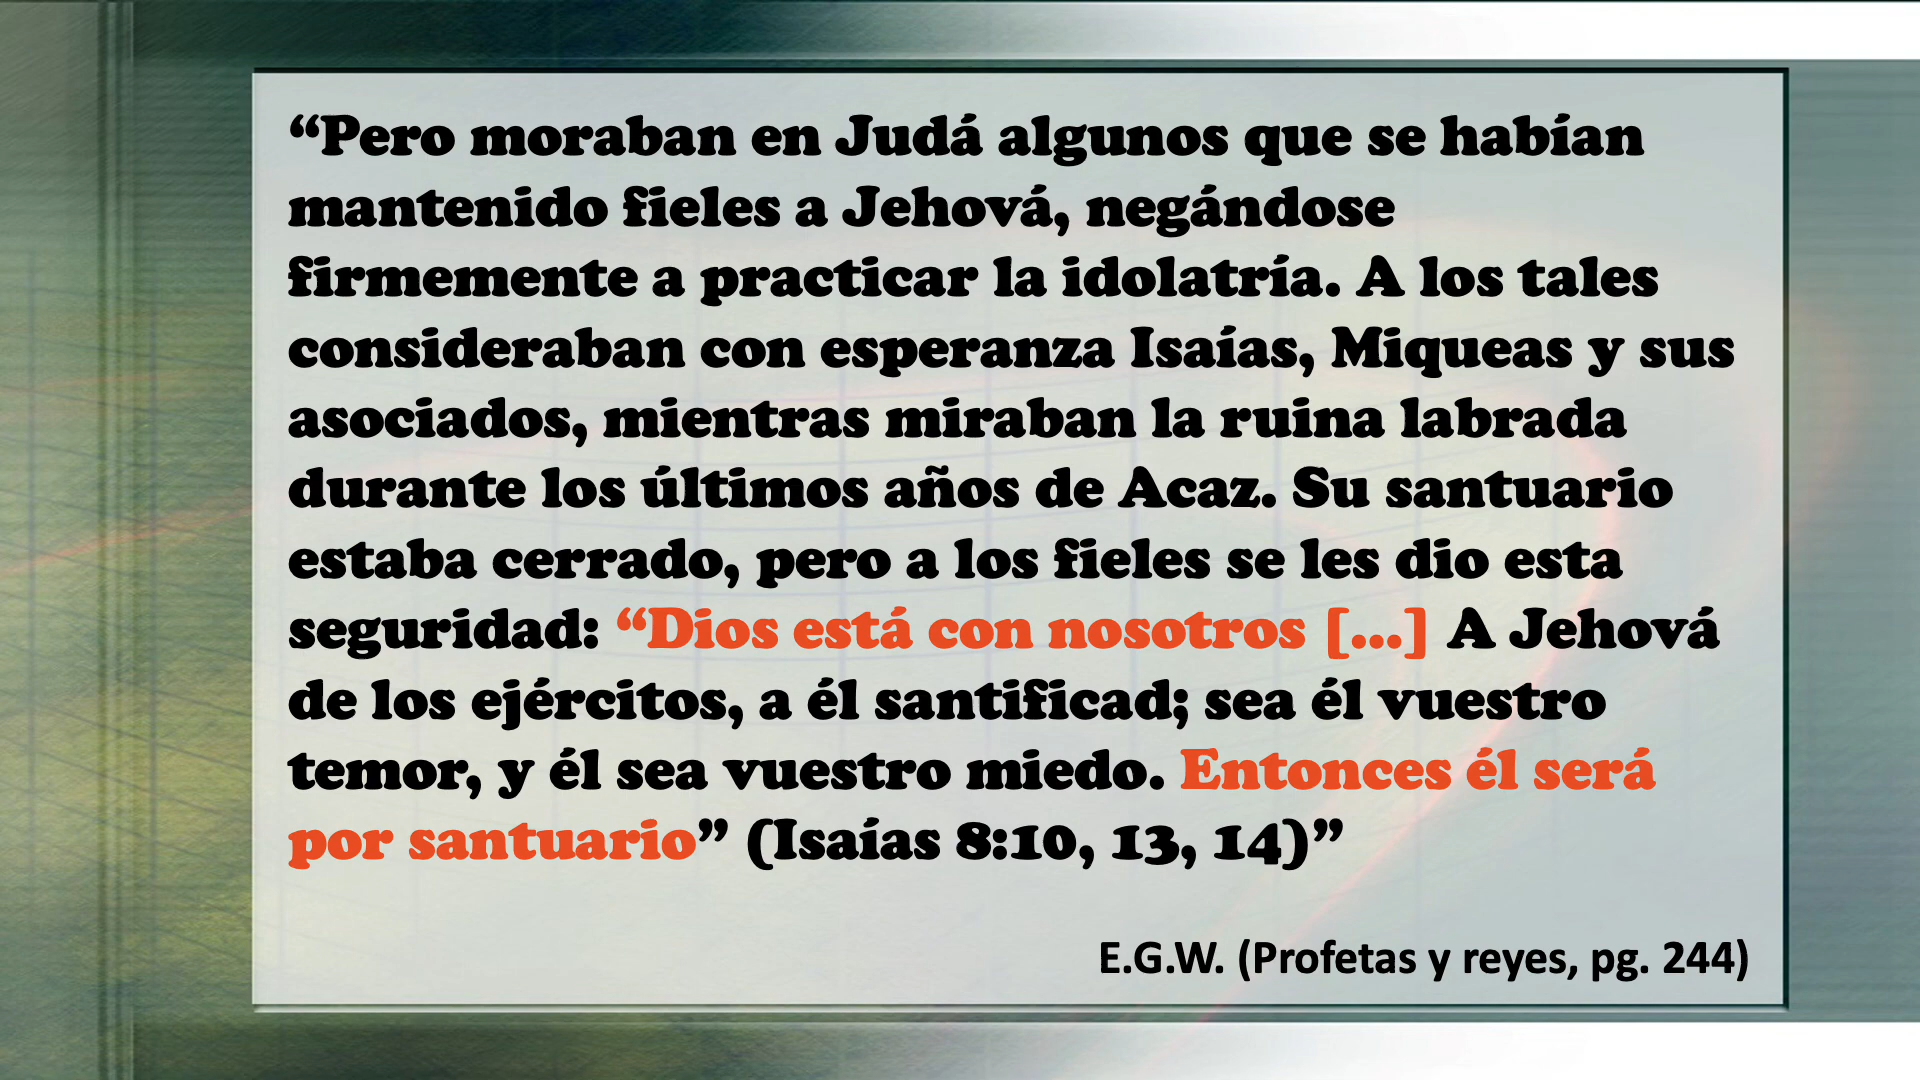 “Pero moraban en Judá algunos que se habían
mantenido fieles a Jehová, negándose
firmemente a practicar la idolatría. A los tales
consideraban con esperanza Isaías, Miqueas y sus
asociados, mientras miraban la ruina labrada
durante los últimos años de Acaz. Su santuario
estaba cerrado, pero a los fieles se les dio esta
seguridad: “Dios está con nosotros [...] A Jehová
de los ejércitos, a él santificad; sea él vuestro
temor, y él sea vuestro miedo. Entonces él será
por santuario” (Isaías 8:10, 13, 14)”
E.G.W. (Profetas y reyes, pg. 244)